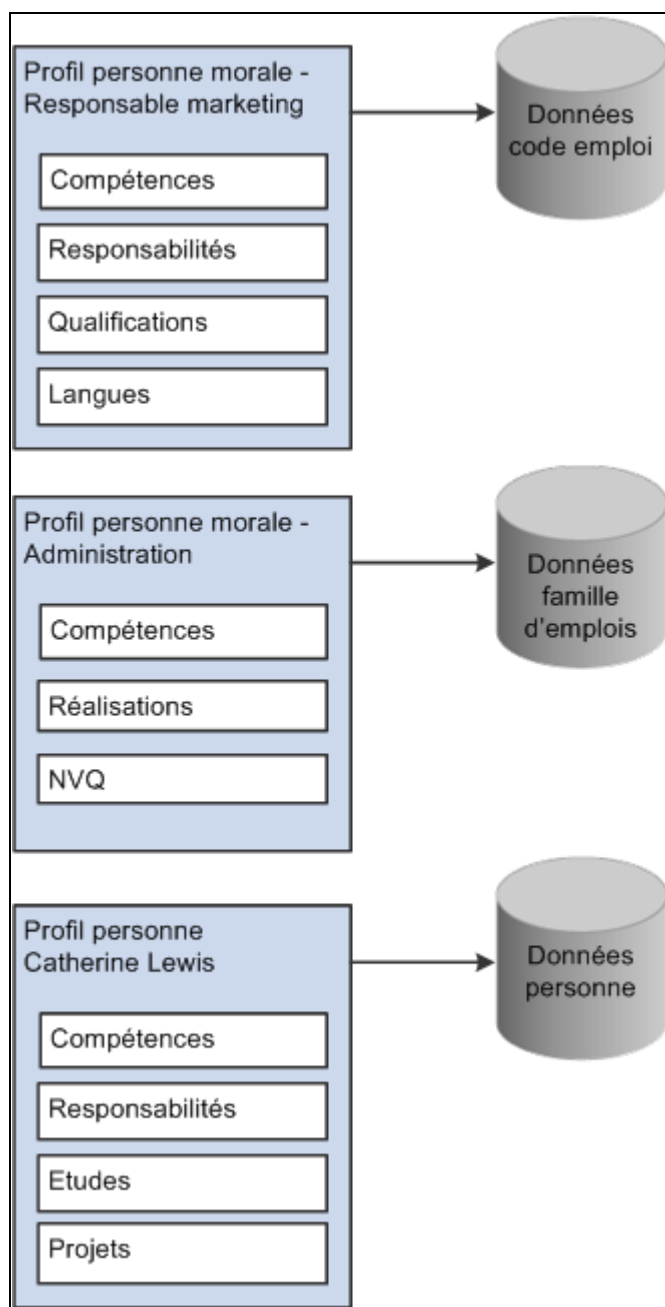 Profil personne morale -
Responsable marketing
Compétences
Responsabilités
Qualifications
Langues
Données
code emploi
Profil personne morale -
Administration
Compétences
Réalisations
NVQ
Données
famille
d'emplois
Profil personne
Catherine Lewis
Compétences
Responsabilités
Etudes
Projets
Données
personne